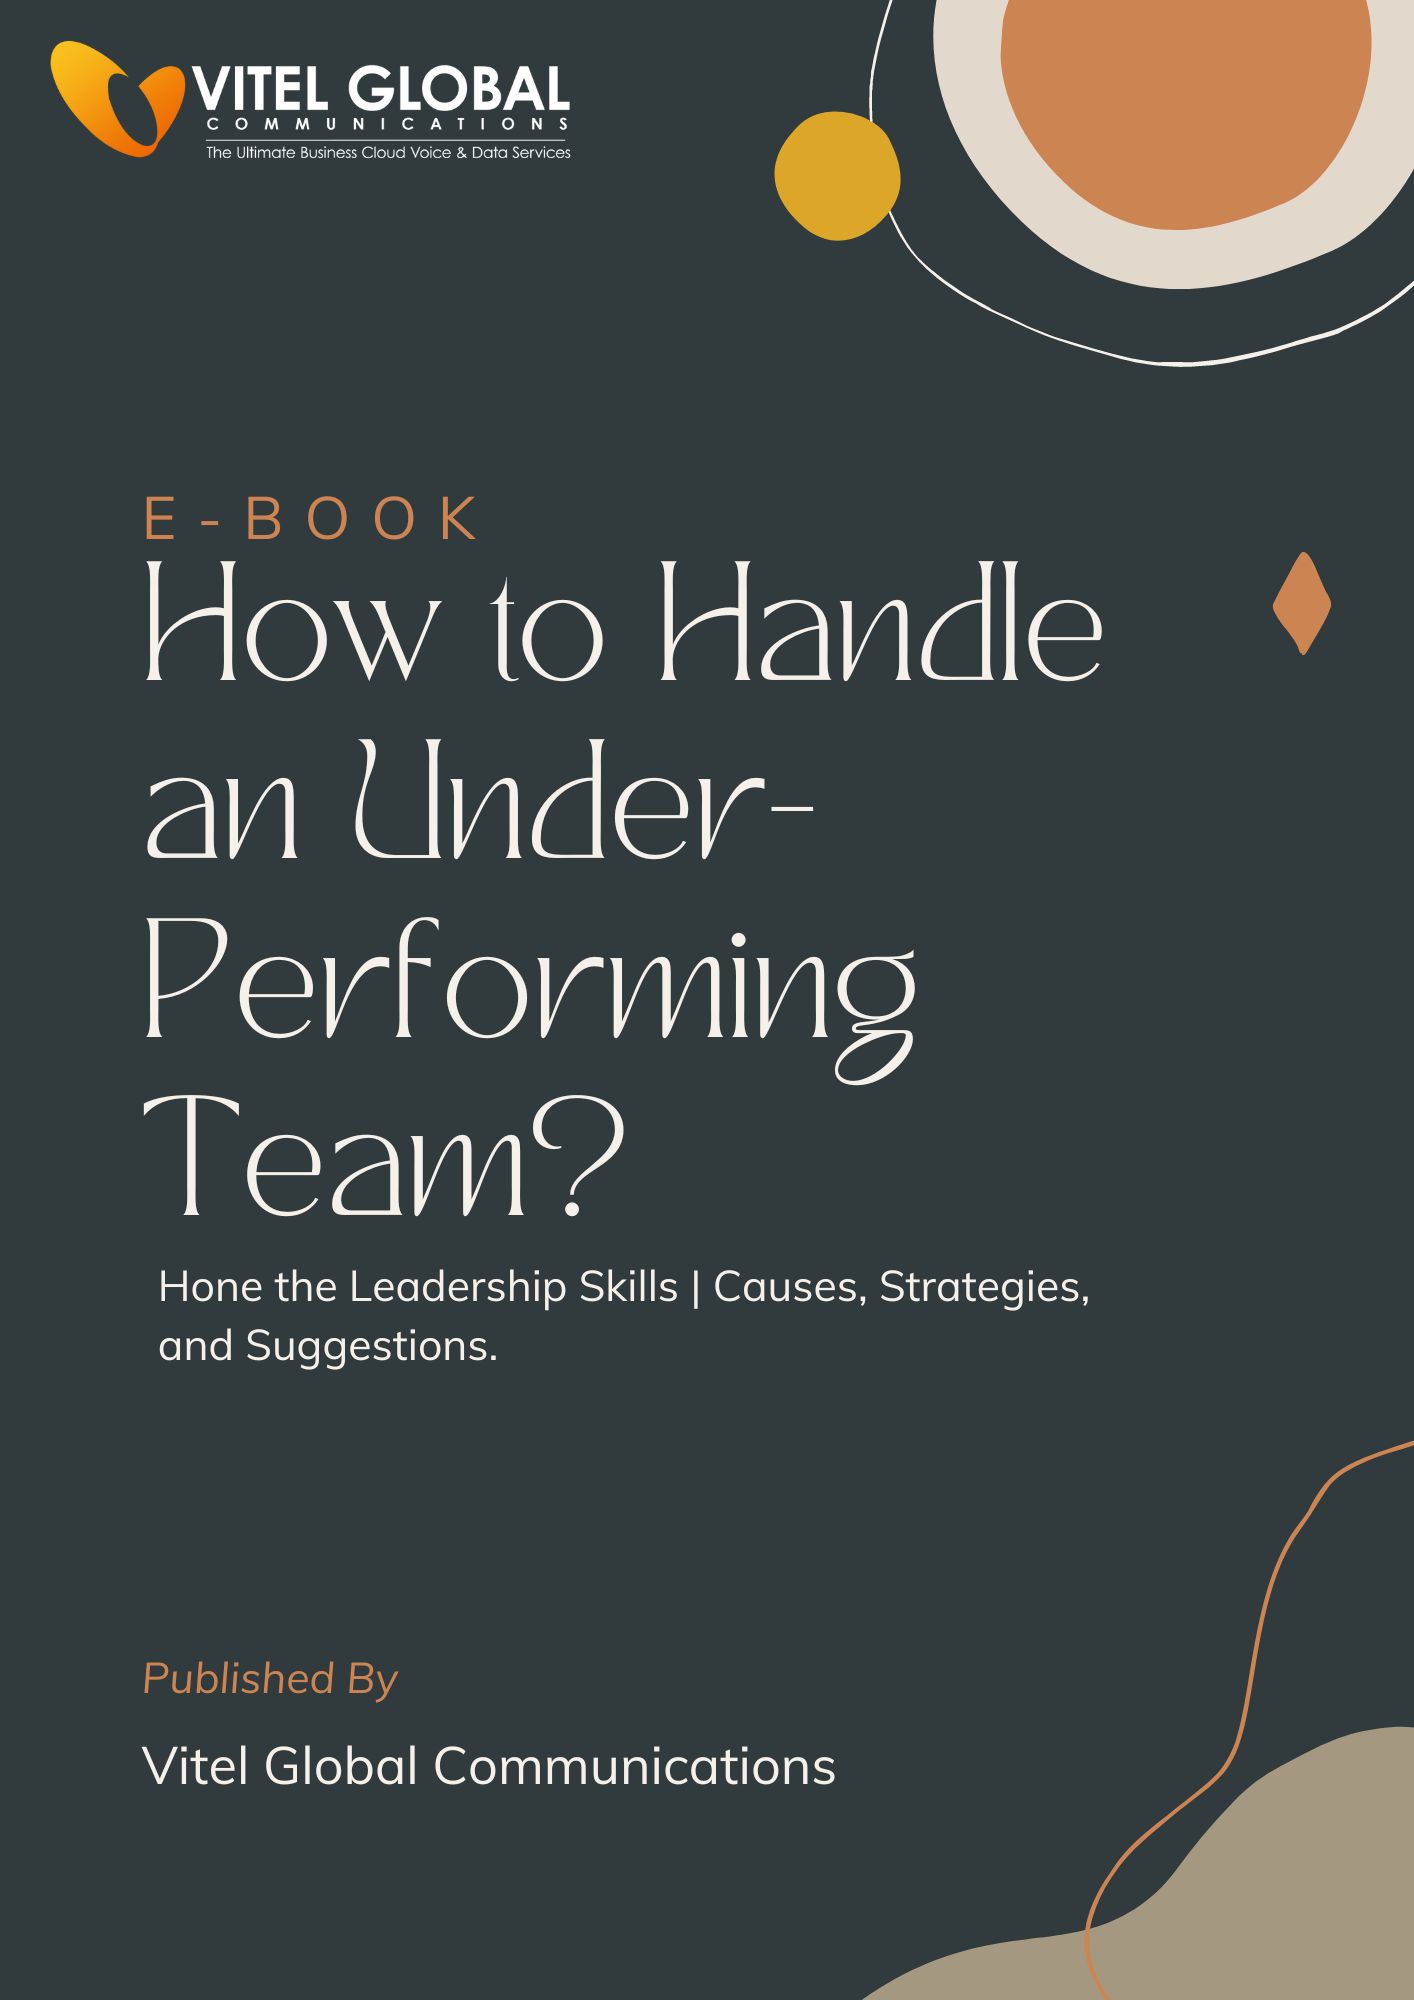 VITEL GLOBAL
COMMUNICATIONS
The Ultimate Business Cloud Voice & Data Services
E-BOOK
How to Handle
an Under-
Performing
Team?
Hone the Leadership Skills | Causes, Strategies,
and Suggestions.
Published By
Vitel Global Communications